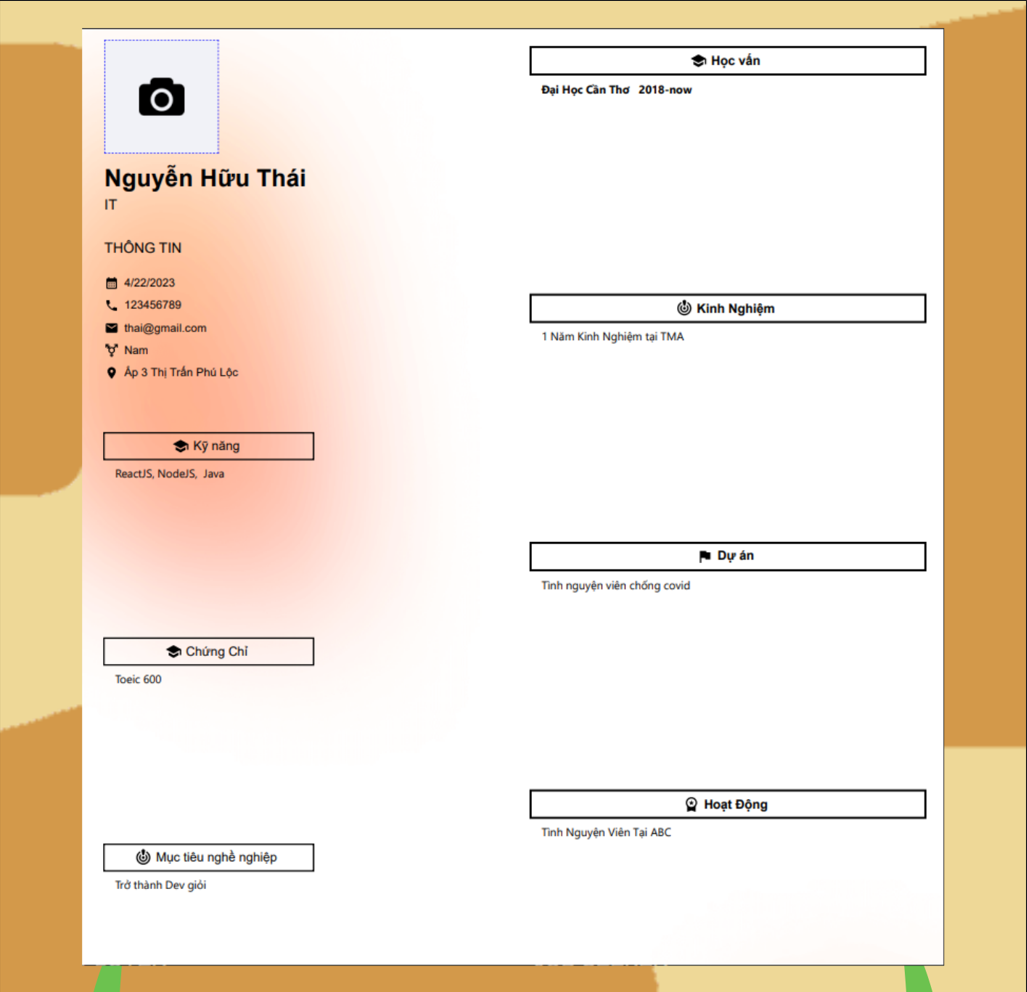 Nguyễn Hữu Thái
IT
THÔNG TIN
4/22/2023
123456789
thai@gmail.com
Nam
Ấp 3 Thị Trấn Phú Lộc
Kỹ năng
ReactJS, NodeJS, Java
Chứng Chỉ
Toeic 600
Mục tiêu nghề nghiệp
Trở thành Dev giỏi
Học vấn
Đại Học Cần Thơ 2018-now
Kinh Nghiệm
1 Năm Kinh Nghiệm tại TMA
Dự án
Tình nguyện viên chống covid
Hoạt Động
Tình Nguyện Viên Tại ABC